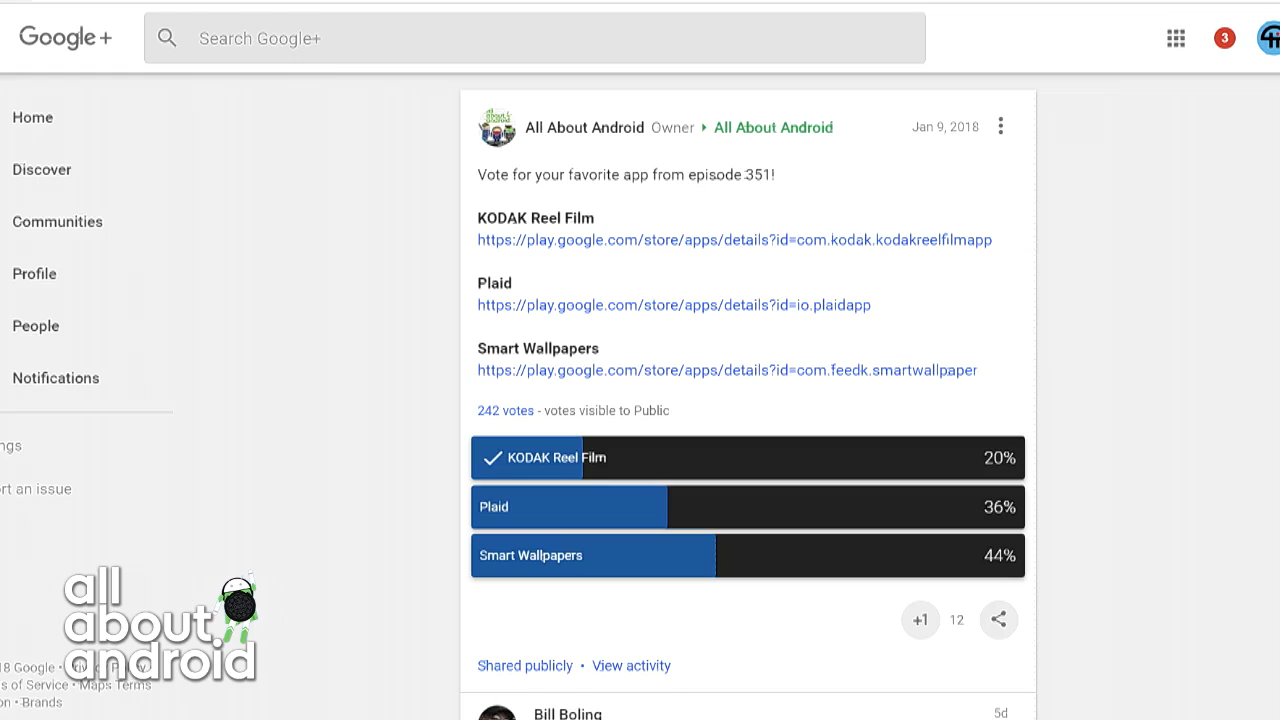 Google+
Search Google+
3
Home
Discover
Communities
Profile
People
Notifications
ngs
rt an issue
18 Google • Privacy Policy
s of Service • Maps Terms
on • Brands
all
about
android
All About Android Owner ▸ All About Android
Jan 9, 2018
Vote for your favorite app from episode 351!
KODAK Reel Film
https://play.google.com/store/apps/details?id=com.kodak.kodakreelfilmapp
Plaid
https://play.google.com/store/apps/details?id=io.plaidapp
Smart Wallpapers
https://play.google.com/store/apps/details?id=com.feedk.smartwallpaper
242 votes - votes visible to Public
KODAK Reel Film 20%
Plaid 36%
Smart Wallpapers 44%
+1 12
Shared publicly • View activity
Bill Boling 5d